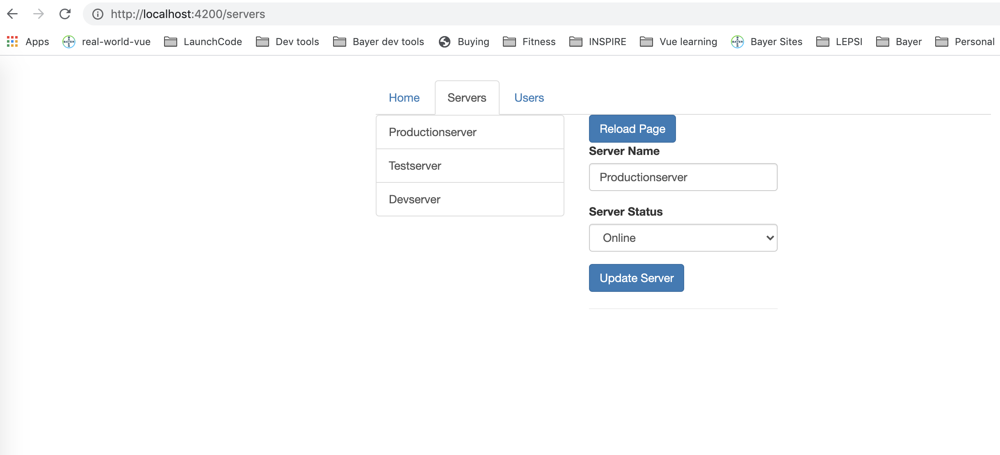 http://localhost:4200/servers
Apps real-world-vue LaunchCode Dev tools Bayer dev tools Buying Fitness INSPIRE Vue learning Bayer Sites LEPSI Bayer Personal
Home Servers Users
Productionserver
Testserver
Devserver
Reload Page
Server Name
Productionserver
Server Status
Online
Update Server